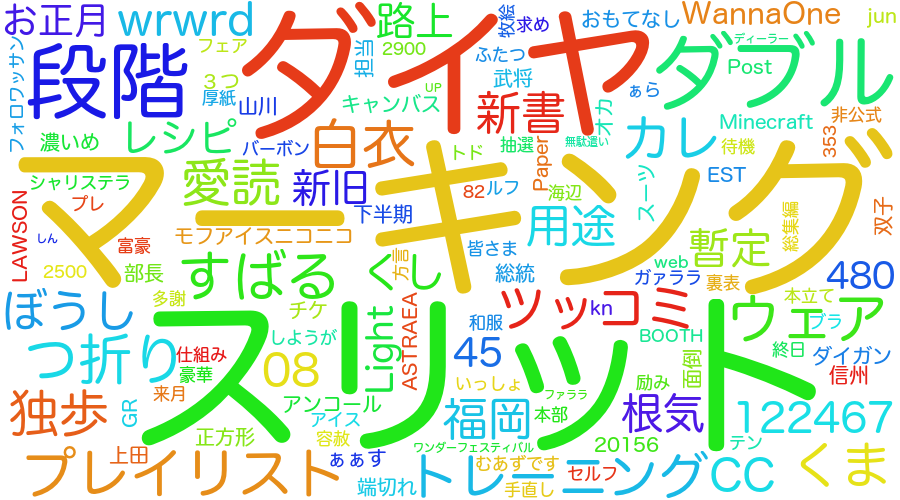 お正月
wrwrd
ダイヤ
路上
牧絵
求め
おもてなし
WannaOne
jun
フォロワッサン
段階
フェア
3つ
厚紙
山川
担当
2900
UP
キャンバス
ふたつ
武将
ぁら
ダブル
ディーラー
Post
濃いめ
レシピ
バーボン
白衣
新書
トド
抽選
無駄遣い
オカ
カレ
Minecraft
待機
353
非公式
シャリステラ
プレ
愛読
新旧
下半期
82
ルフ
Paper
海辺
スーツ
EST
総集編
双子
LAWSON
しん
富豪
マーキング
モフアイスニコニコ
方言
皆さま
用途
暫定
2500
部長
すばる
くし
総統
web
ガァララ
裏表
480
ぼうし
多謝
チケ
Light
ASTRAEA
和服
ツッコミ
kn
本立て
ウェア
ブラ
つ折り
仕組み
豪華
しようが
スリット
45
BOOTH
終日
ダイガン
信州
独歩
GR
来月
08
アンコール
アイス
いっしょ
ファララ
福岡
本部
励み
面倒
根気
122467
正方形
容赦
ワンダーフェスティバル
20156
テン
プレイリスト
上田
ぁぁす
端切れ
トレーニング
むあずです
手直し
セルフ
CC
くま